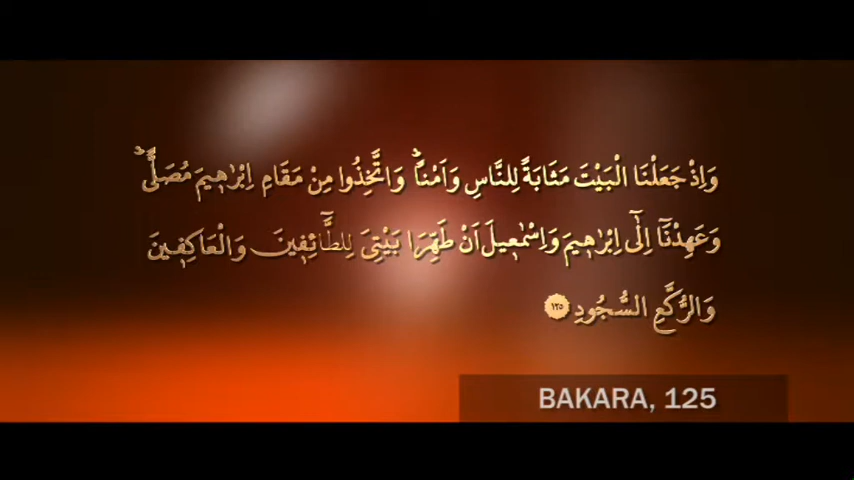 وَاِذْ جَعَلْنَا الْبَيْتَ مَثَابَةً لِلنَّاسِ وَاَمْنًاۜ وَاتَّخِذُوا مِنْ مَقَامِ اِبْرٰهٖيمَ مُصَلًّىۜ
وَعَهِدْنَٓا اِلٰٓى اِبْرٰهٖيمَ وَاِسْمٰعٖيلَ اَنْ طَهِّرَا بَيْتِىَ لِلطَّٓائِفٖينَ وَالْعَاكِفٖينَ
وَالرُّكَّعِ السُّجُودِ ١٢٥
BAKARA, 125